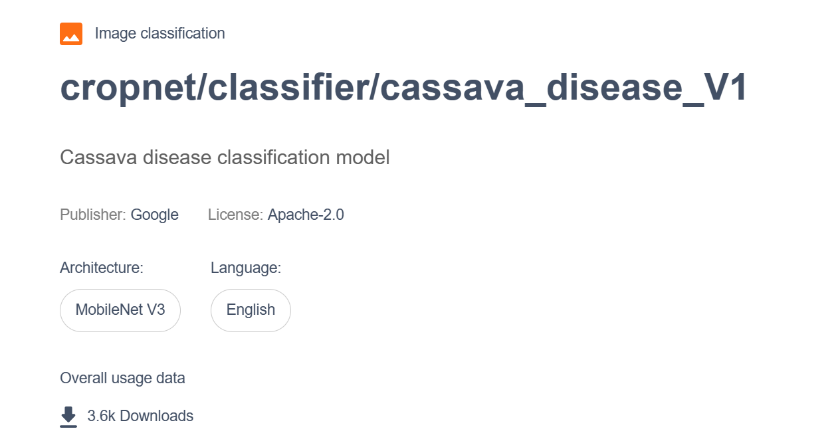 Image classification
cropnet/classifier/cassava_disease_V1
Cassava disease classification model
Publisher: Google License: Apache-2.0
Architecture: Language:
MobileNet V3 English
Overall usage data
3.6k Downloads